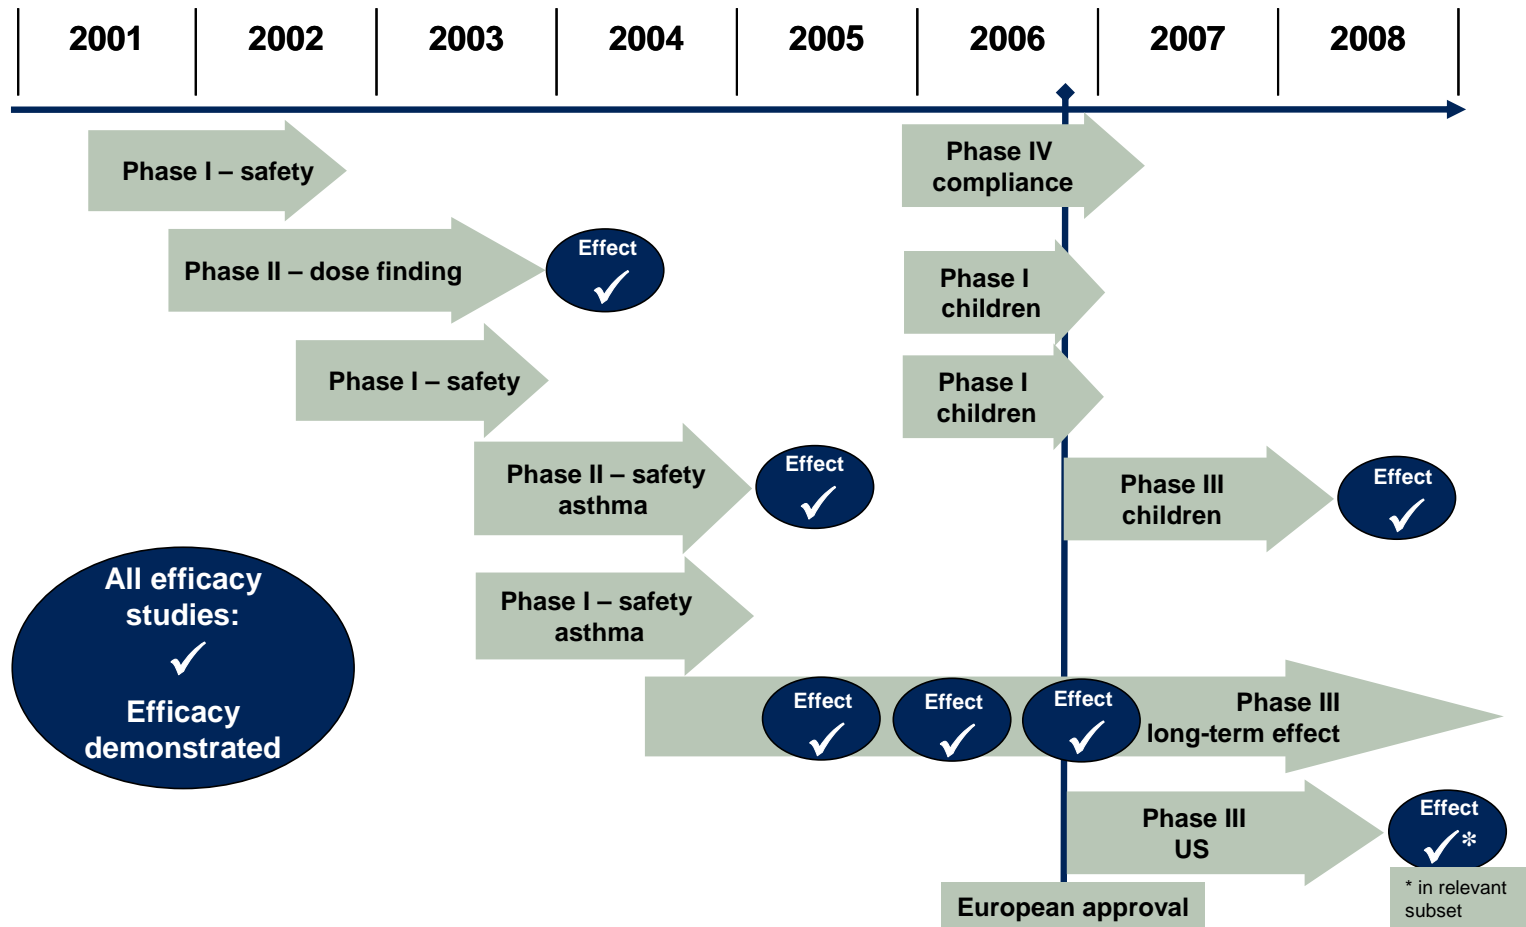 2001 2002 2003 2004 2005 2006 2007 2008
Phase I – safety
Phase IV
compliance
Phase II – dose finding
Effect
✓
Phase I
children
Phase I – safety
Phase I
children
Phase II – safety
asthma
Effect
✓
Phase III
children
Effect
✓
All efficacy
studies:
✓
Efficacy
demonstrated
Phase I – safety
asthma
Effect
✓
Effect
✓
Effect
✓
Phase III
long-term effect
Phase III
US
Effect
✓*
European approval
* in relevant
subset